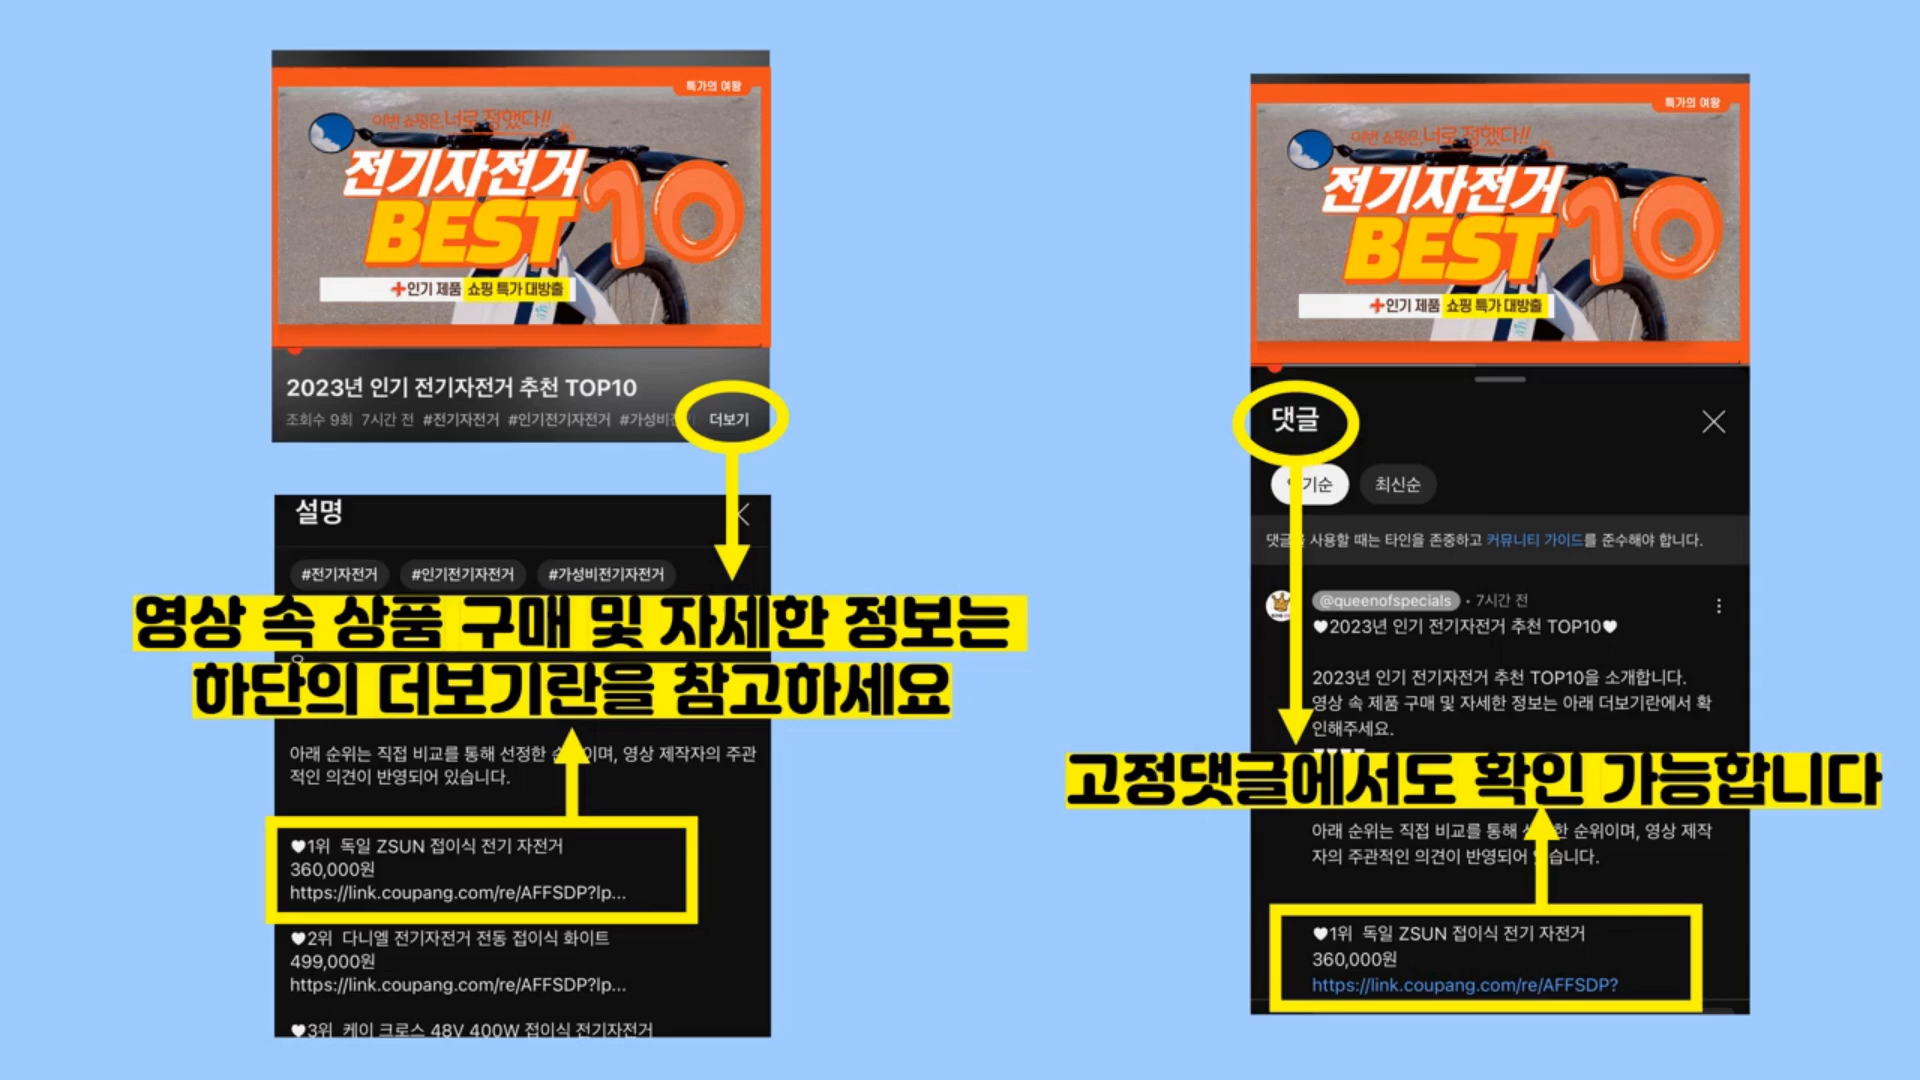 특가의 여왕
이번 쇼핑은,너로 정했다!!
전기자전거
BEST 10
+인기 제품 쇼핑 특가 대방출
2023년 인기 전기자전거 추천 TOP10
조회수 9회 7시간 전 #전기자전거 #인기전기자전거 #가성비 더보기
설명
#전기자전거 #인기전기자전거 #가성비전기자전거
영상 속 상품 구매 및 자세한 정보는
하단의 더보기란을 참고하세요
아래 순위는 직접 비교를 통해 선정한 이며, 영상 제작자의 주관
적인 의견이 반영되어 있습니다.
♥1위 독일 ZSUN 접이식 전기 자전거
360,000원
https://link.coupang.com/re/AFFSDP?lp...
♥2위 다니엘 전기자전거 전동 접이식 화이트
499,000원
https://link.coupang.com/re/AFFSDP?lp...
♥3위 케이 크로스 48V 400W 접이식 전기자전거
특가의 여왕
이번 쇼핑은,너로 정했다!!
전기자전거
BEST 10
+인기 제품 쇼핑 특가 대방출
댓글
기순 최신순
댓글 사용할 때는 타인을 존중하고 커뮤니티 가이드를 준수해야 합니다.
@queenofspecials · 7시간 전
♥2023년 인기 전기자전거 추천 TOP10♥
2023년 인기 전기자전거 추천 TOP10을 소개합니다.
영상 속 제품 구매 및 자세한 정보는 아래 더보기란에서 확
인해주세요.
고정댓글에서도 확인 가능합니다
아래 순위는 직접 비교를 통해 한 순위이며, 영상 제작
자의 주관적인 의견이 반영되어 습니다.
♥1위 독일 ZSUN 접이식 전기 자전거
360,000원
https://link.coupang.com/re/AFFSDP?